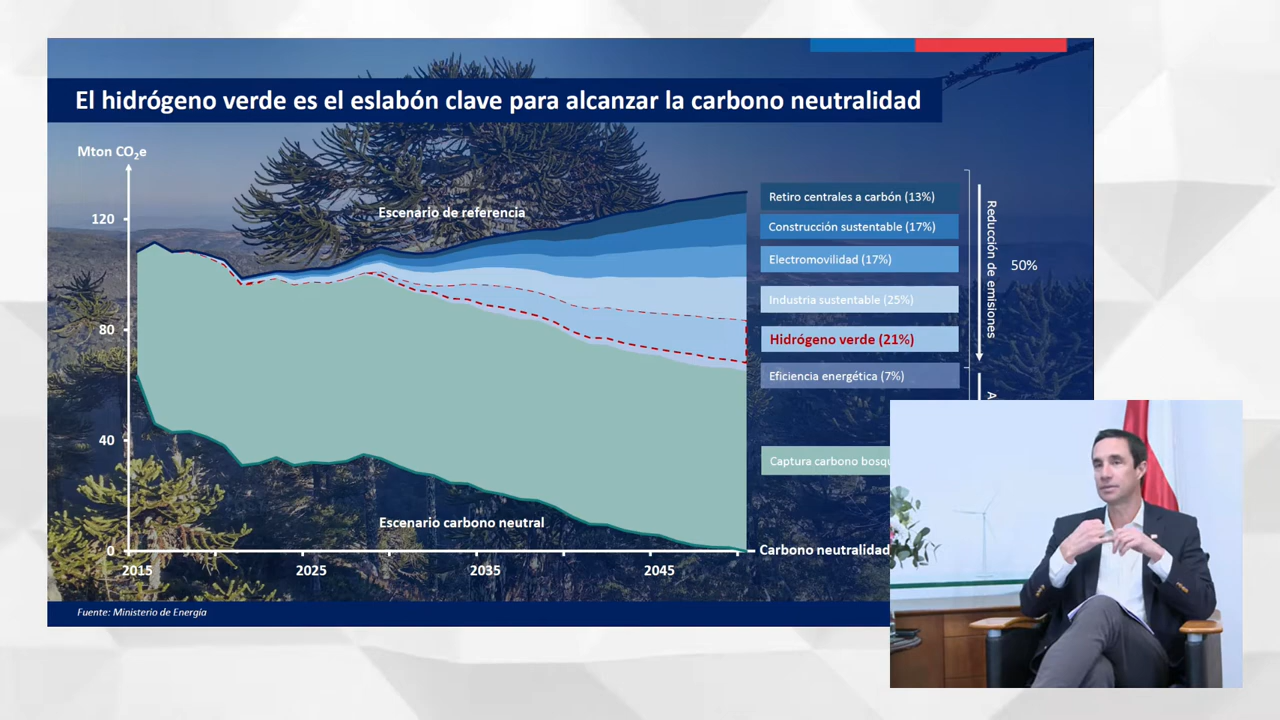 El hidrógeno verde es el eslabón clave para alcanzar la carbono neutralidad
Mton CO₂e
120
80
40
0
Escenario de referencia
Escenario carbono neutral
2015
2025
2035
2045
Retiro centrales a carbón (13%)
Construcción sustentable (17%)
Electromovilidad (17%)
Industria sustentable (25%)
Hidrógeno verde (21%)
Eficiencia energética (7%)
Captura carbono
Carbono neutralidad
Reducción de emisiones
50%
Fuente: Ministerio de Energía